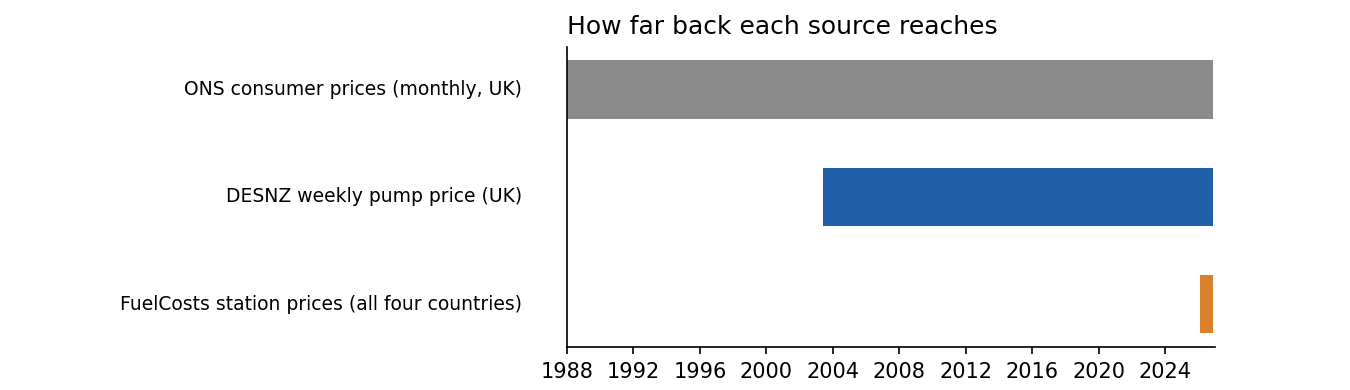 How far back each source reaches
ONS consumer prices (monthly, UK)
DESNZ weekly pump price (UK)
FuelCosts station prices (all four countries)
1988 1992 1996 2000 2004 2008 2012 2016 2020 2024